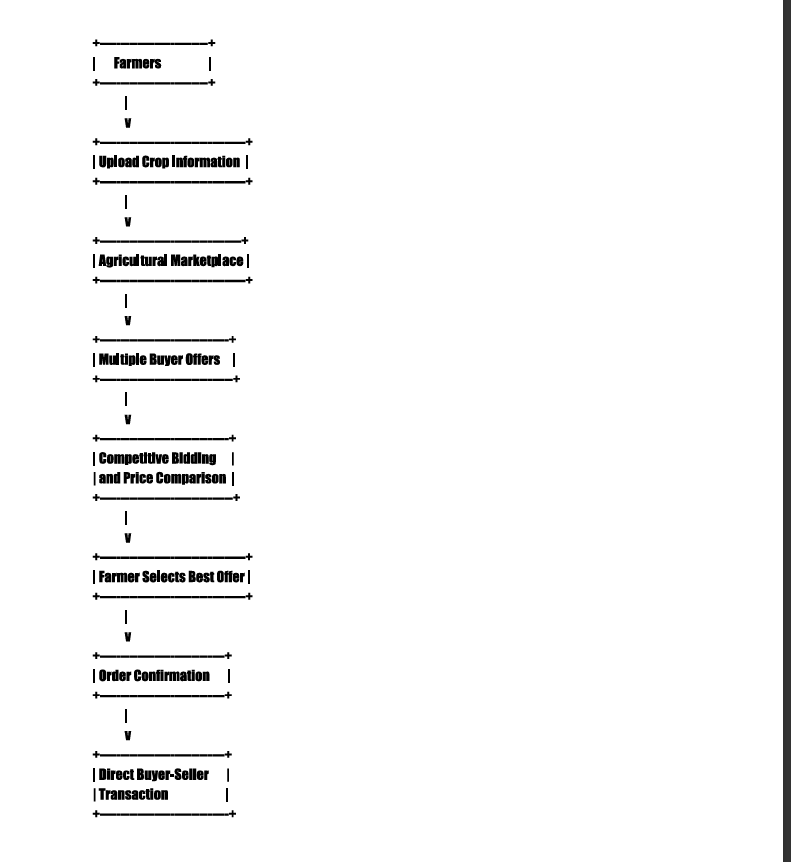 +------------------+
| Farmers |
+------------------+
|
v
+------------------------+
| Upload Crop Information |
+------------------------+
|
v
+-----------------------+
| Agricultural Marketplace |
+------------------------+
|
v
+---------------------+
| Multiple Buyer Offers |
+----------------------+
|
v
+---------------------+
| Competitive Bidding |
| and Price Comparison |
+----------------------+
|
v
+------------------------+
| Farmer Selects Best Offer |
+------------------------+
|
v
+--------------------+
| Order Confirmation |
+--------------------+
|
v
+--------------------+
| Direct Buyer-Seller |
| Transaction |
+---------------------+